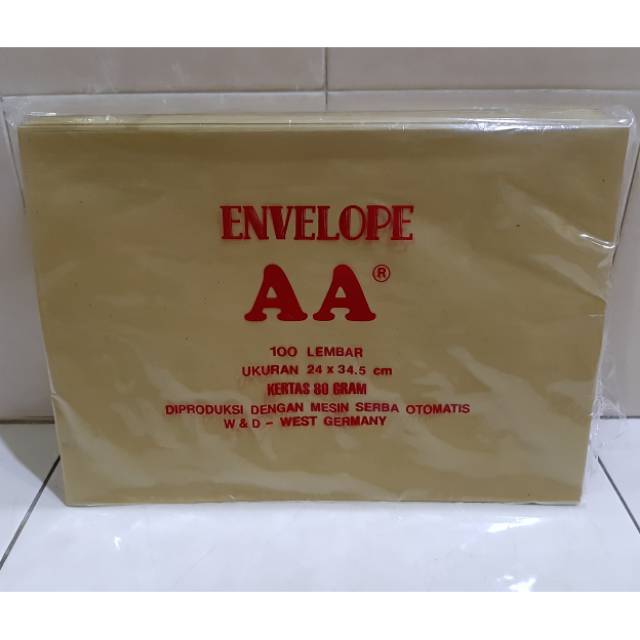 ENVELOPE
AA®
100 LEMBAR
UKURAN 24 x 34.5 cm
KERTAS 80 GRAM
DIPRODUKSI DENGAN MESIN SERBA OTOMATIS
W & D - WEST GERMANY